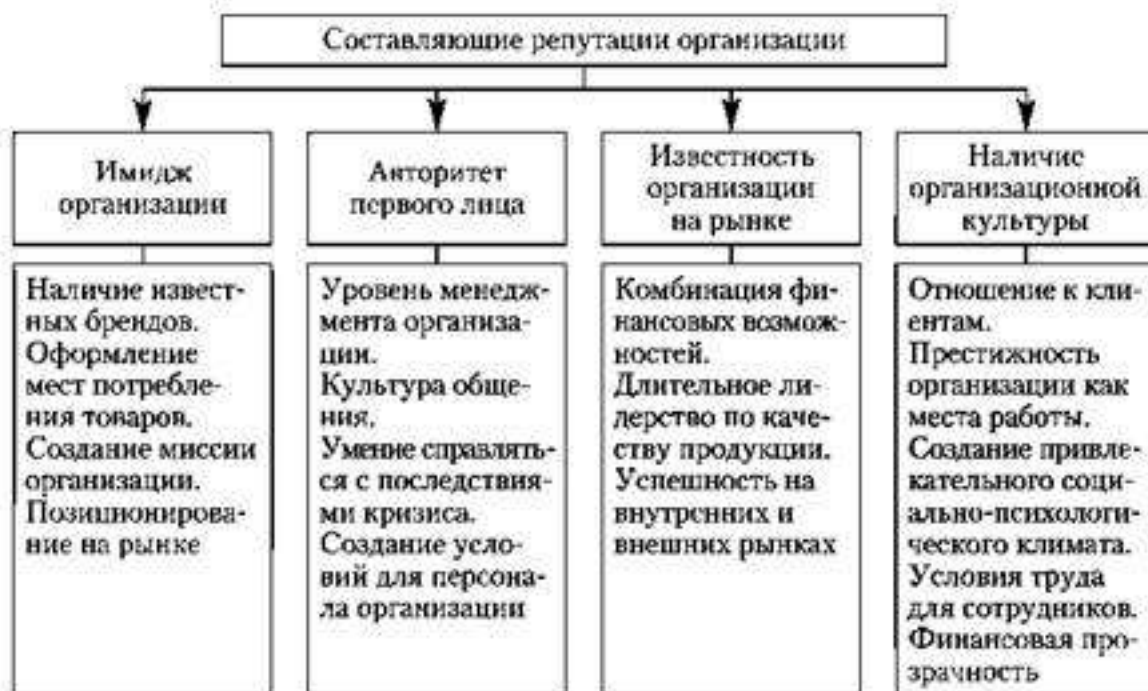 Составляющие репутации организации
Имидж
организации
Авторитет
первого лица
Известность
организации
на рынке
Наличие
организационной
культуры
Наличие извест-
ных брендов.
Оформление
мест потребле-
ния товаров.
Создание миссии
организации.
Позиционирова-
ние на рынке
Уровень менедж-
мента организа-
ции.
Культура обще-
ния.
Умение справлять-
ся с последствия-
ми кризиса.
Создание усло-
вий для персона-
ла организации
Комбинация фи-
нансовых возмож-
ностей.
Длительное ли-
дерство по каче-
ству продукции.
Успешность на
внутренних и
внешних рынках
Отношение к кли-
ентам.
Престижность
организации как
места работы.
Создание привле-
кательного соци-
ально-психологи-
ческого климата.
Условия труда
для сотрудников.
Финансовая про-
зрачность